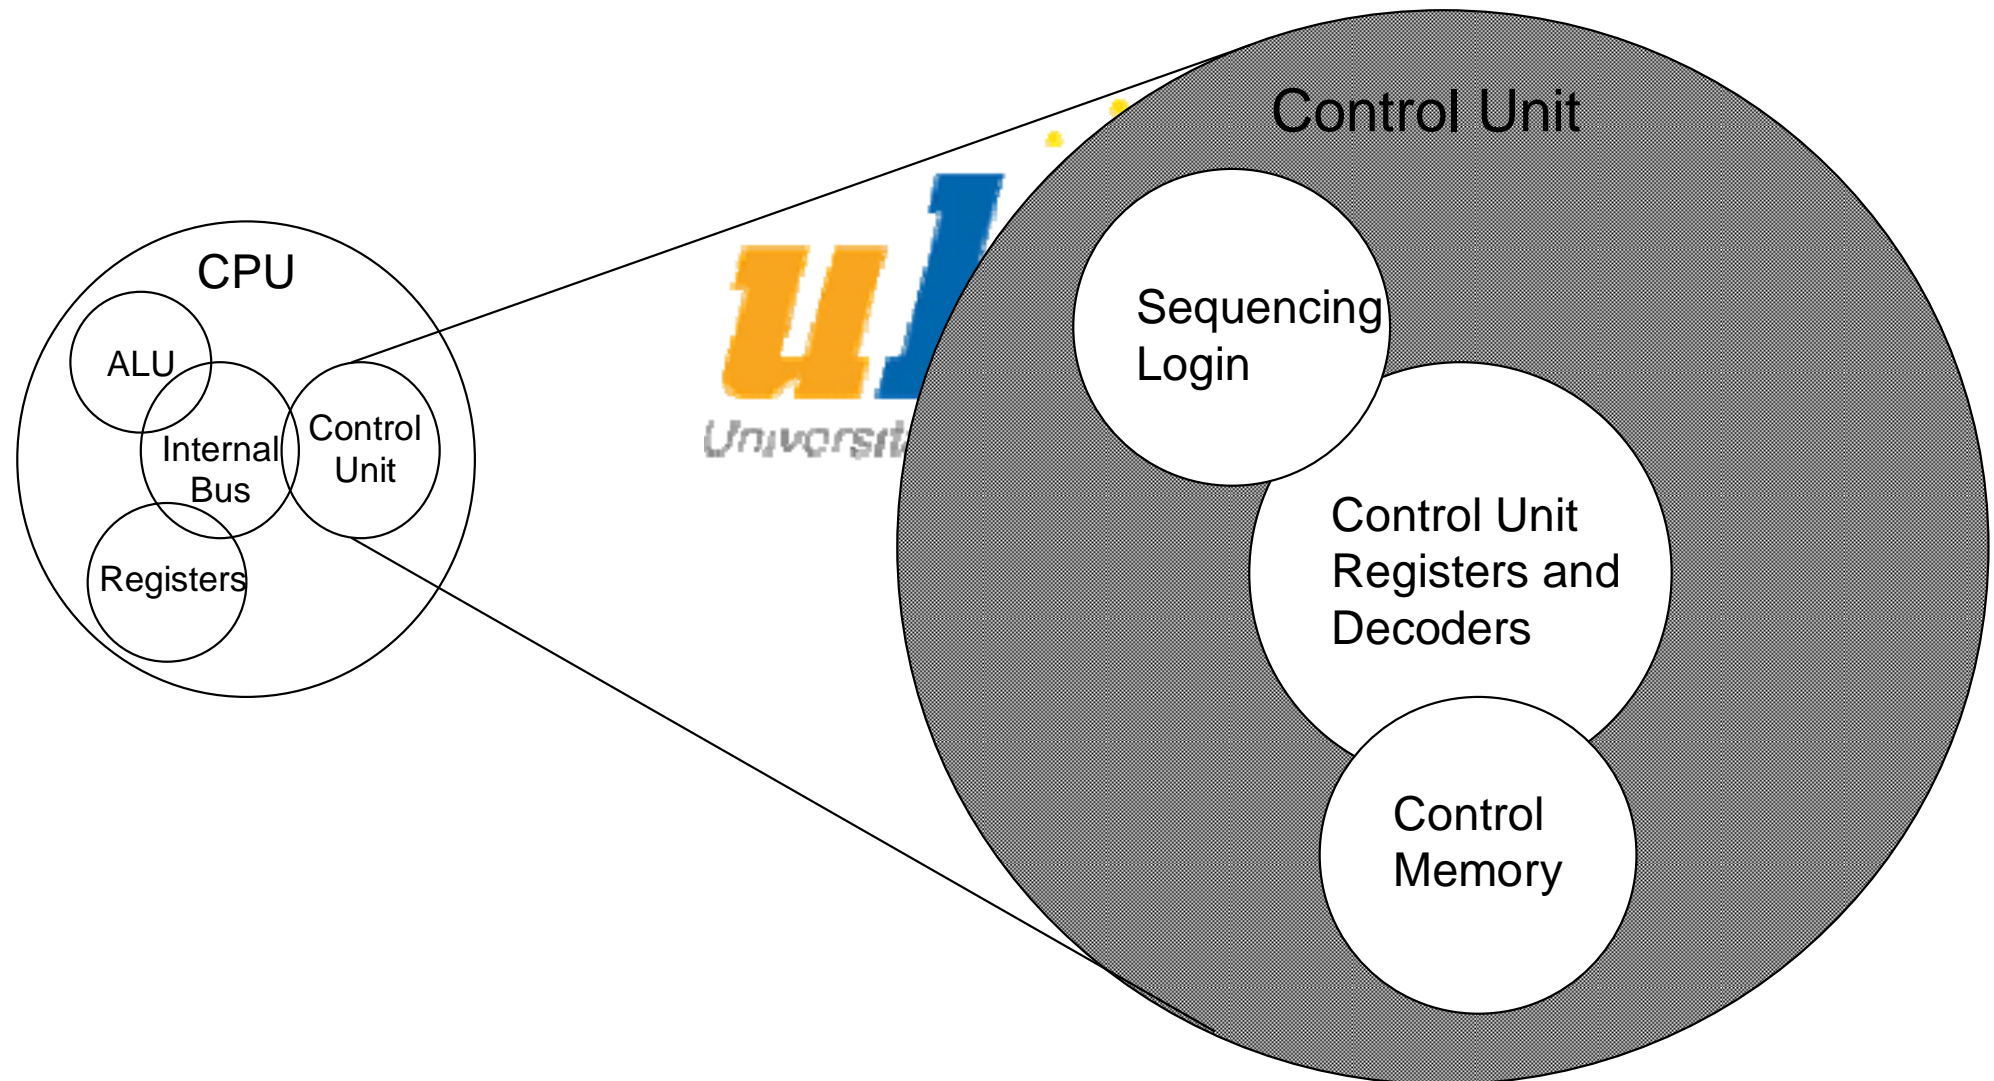 CPU
ALU
Internal
Bus
Control
Unit
Registers
Control Unit
Sequencing
Login
Control Unit
Registers and
Decoders
Control
Memory